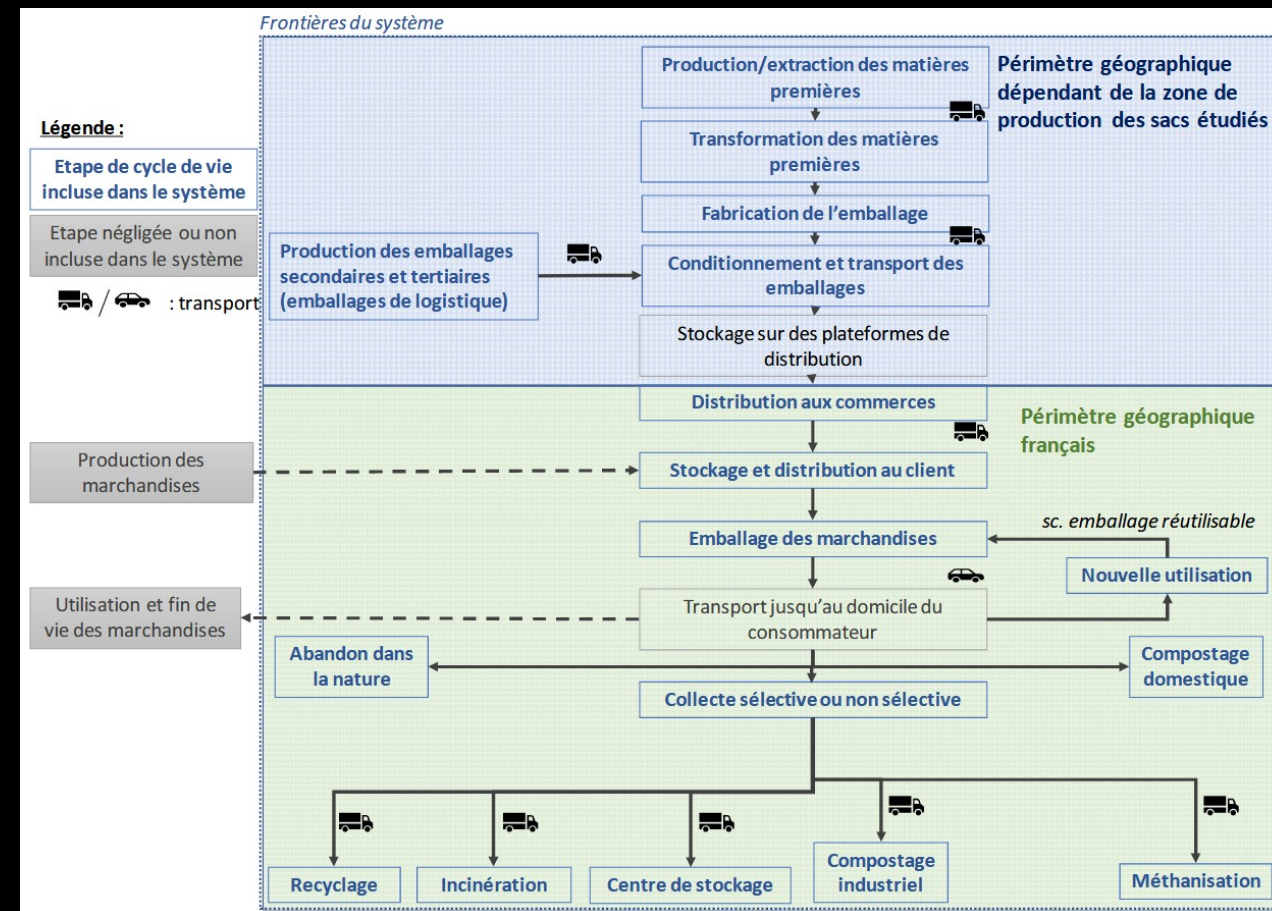 Frontières du système
Production/extraction des matières
premières
Périmètre géographique
dépendant de la zone de
production des sacs étudiés
Légende :
Etape de cycle de vie
incluse dans le système
Etape négligée ou non
incluse dans le système
/ : transport
Transformation des matières
premières
Fabrication de l'emballage
Production des emballages
secondaires et tertiaires
(emballages de logistique)
Conditionnement et transport des
emballages
Stockage sur des plateformes de
distribution
Distribution aux commerces
Périmètre géographique
français
Production des
marchandises
Stockage et distribution au client
sc. emballage réutilisable
Emballage des marchandises
Nouvelle utilisation
Utilisation et fin de
vie des marchandises
Transport jusqu'au domicile du
consommateur
Abandon dans
la nature
Compostage
domestique
Collecte sélective ou non sélective
Recyclage
Incinération
Centre de stockage
Compostage
industriel
Méthanisation